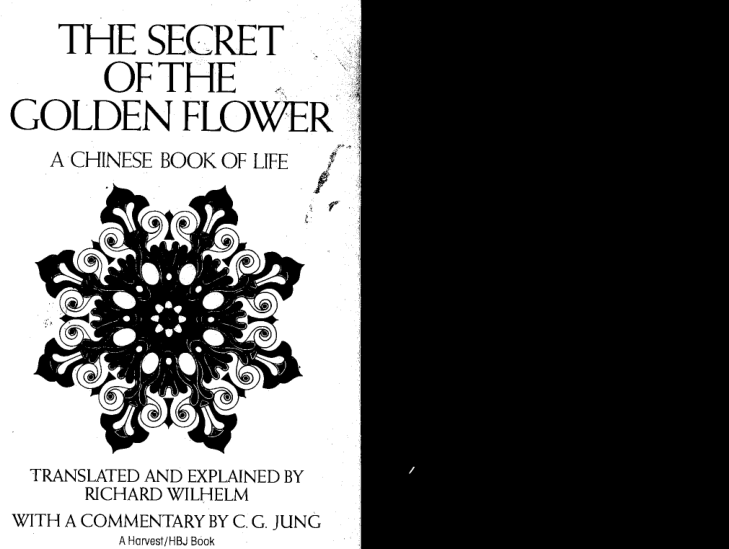 THE SECRET
OF THE
GOLDEN FLOWER
A CHINESE BOOK OF LIFE
TRANSLATED AND EXPLAINED BY
RICHARD WILHELM
WITH A COMMENTARY BY C. G. JUNG
A Harvest/HBJ Book